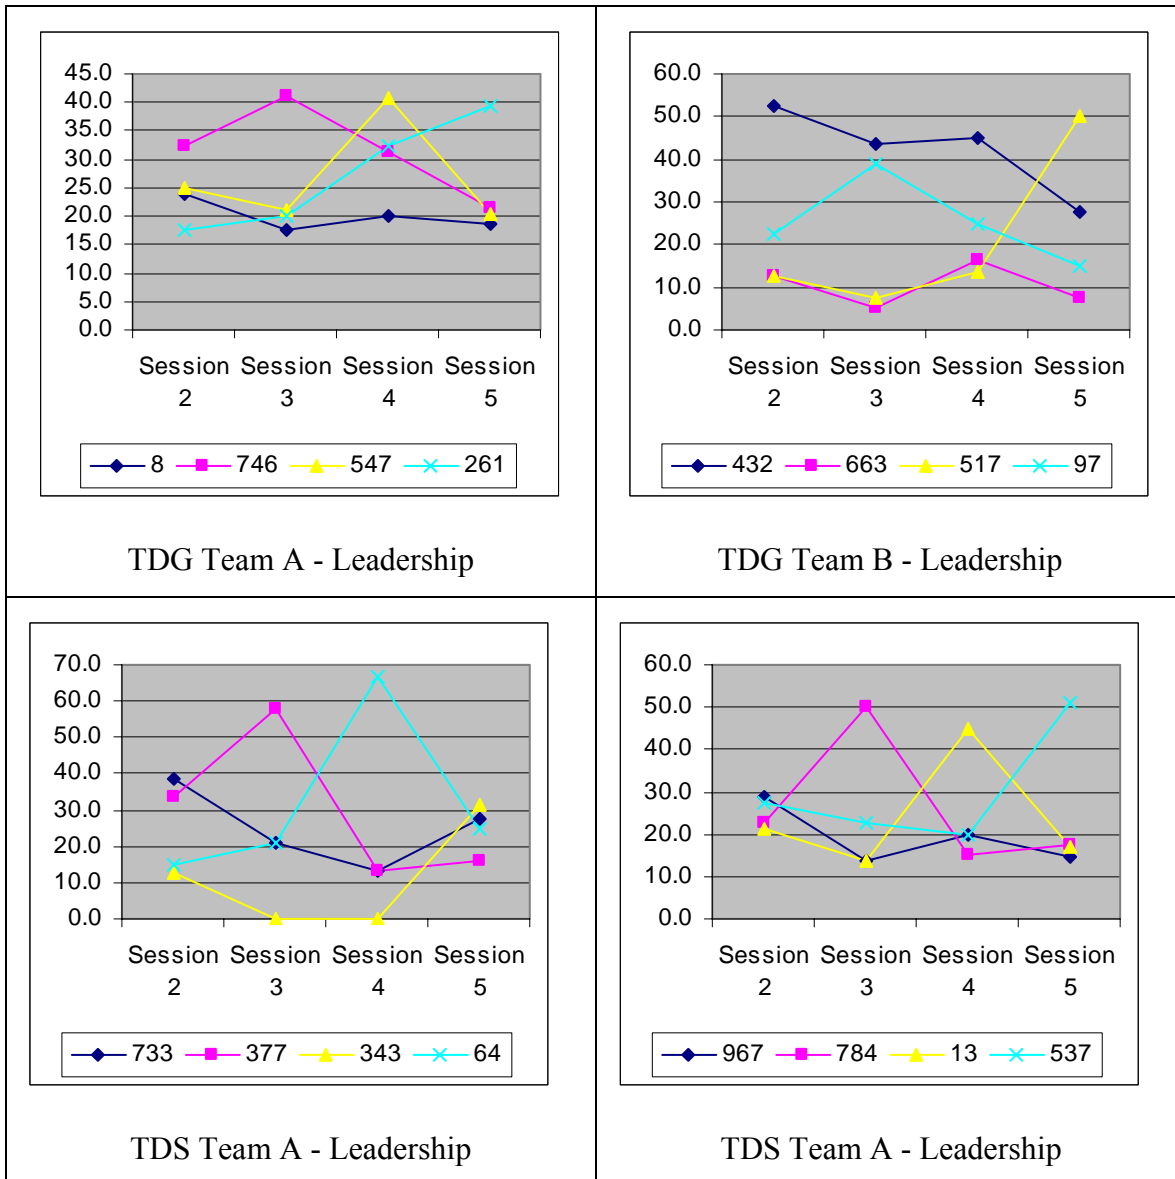 45.0
40.0
35.0
30.0
25.0
20.0
15.0
10.0
5.0
0.0
Session Session Session Session
2 3 4 5
8 746 547 261
TDG Team A - Leadership
60.0
50.0
40.0
30.0
20.0
10.0
0.0
Session Session Session Session
2 3 4 5
432 663 517 97
TDG Team B - Leadership
70.0
60.0
50.0
40.0
30.0
20.0
10.0
0.0
Session Session Session Session
2 3 4 5
733 377 343 64
TDS Team A - Leadership
60.0
50.0
40.0
30.0
20.0
10.0
0.0
Session Session Session Session
2 3 4 5
967 784 13 537
TDS Team A - Leadership